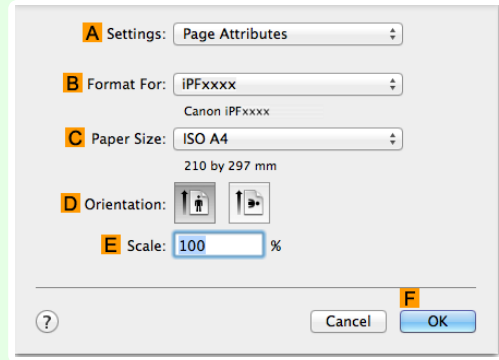 A Settings: Page Attributes
B Format For: iPFxxxx
Canon iPFxxxx
C Paper Size: ISO A4
210 by 297 mm
D Orientation:
E Scale: 100 %
F
? Cancel OK